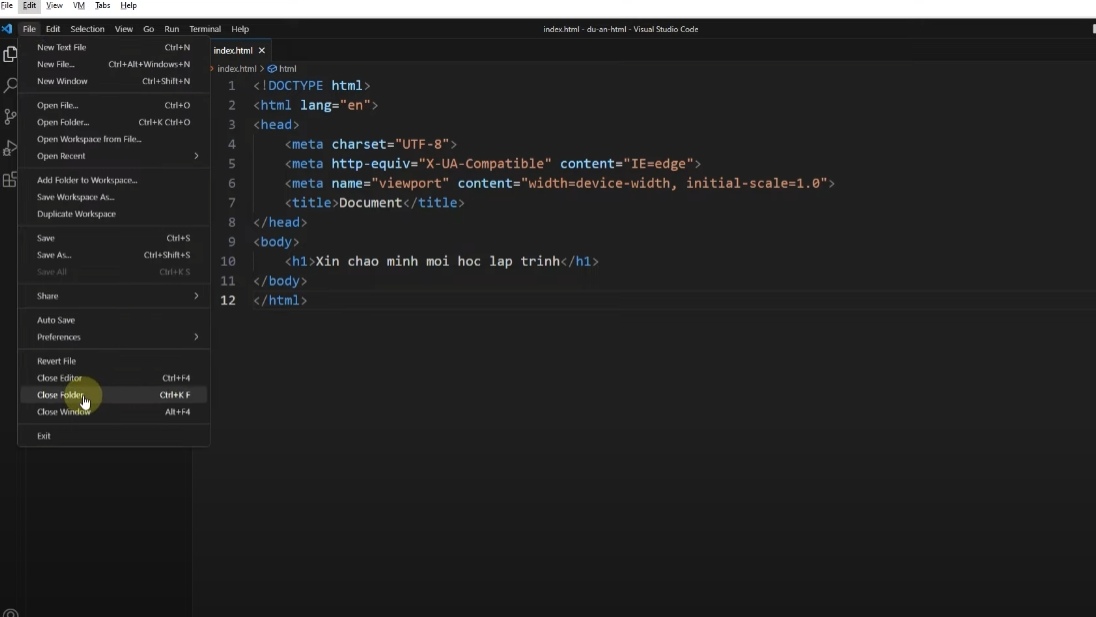 File Edit View VM Tabs Help
File Edit Selection View Go Run Terminal Help
index.html - du-an-html - Visual Studio Code
New Text File Ctrl+N
New File... Ctrl+Alt+Windows+N
New Window Ctrl+Shift+N
Open File... Ctrl+O
Open Folder... Ctrl+K Ctrl+O
Open Workspace from File...
Open Recent
Add Folder to Workspace...
Save Workspace As...
Duplicate Workspace
Save Ctrl+S
Save As... Ctrl+Shift+S
Save All Ctrl+K S
Share
Auto Save
Preferences
Revert File
Close Editor Ctrl+F4
Close Folder Ctrl+K F
Close Window Alt+F4
Exit
index.html
index.html > html
1 <!DOCTYPE html>
2 <html lang="en">
3 <head>
4 <meta charset="UTF-8">
5 <meta http-equiv="X-UA-Compatible" content="IE=edge">
6 <meta name="viewport" content="width=device-width, initial-scale=1.0">
7 <title>Document</title>
8 </head>
9 <body>
10 <h1>Xin chao minh moi hoc lap trinh</h1>
11 </body>
12 </html>